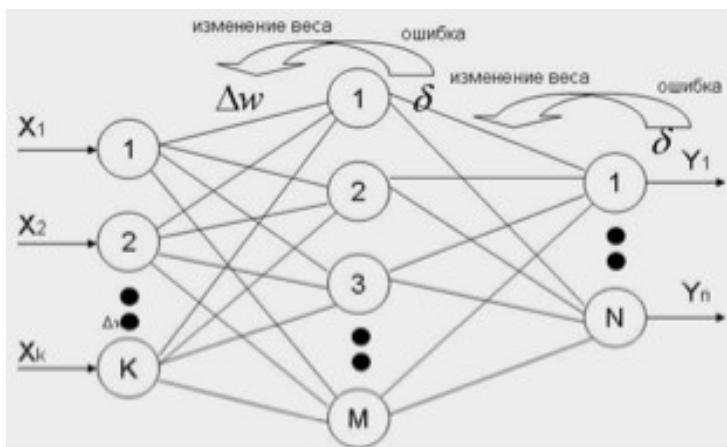 изменение веса
ошибка
Δw
1
δ
изменение веса
ошибка
X1
1
δ
Y1
2
1
X2
2
3
Yn
N
Δ
Xk
K
M